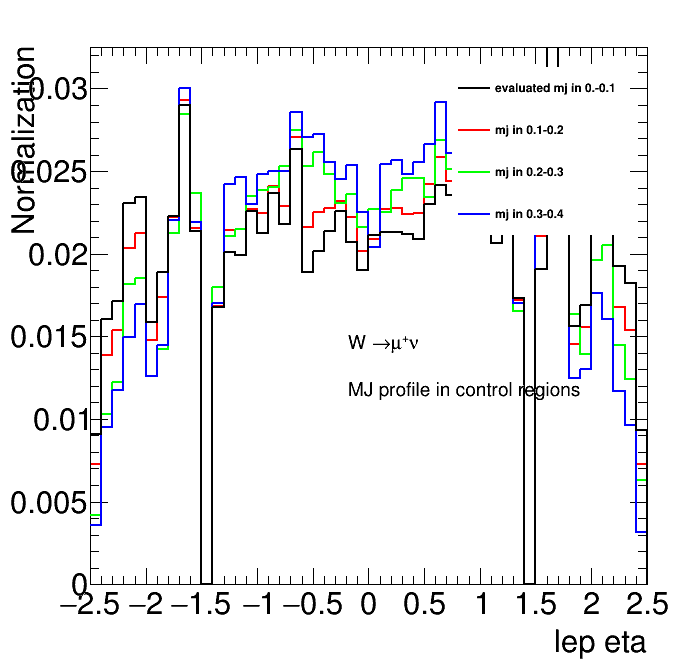 Normalization
0.03
0.025
0.02
0.015
0.01
0.005
0
evaluated mj in 0.-0.1
mj in 0.1-0.2
mj in 0.2-0.3
mj in 0.3-0.4
W →μ⁺ν
MJ profile in control regions
−2.5 −2 −1.5 −1 −0.5 0 0.5 1 1.5 2 2.5
lep eta